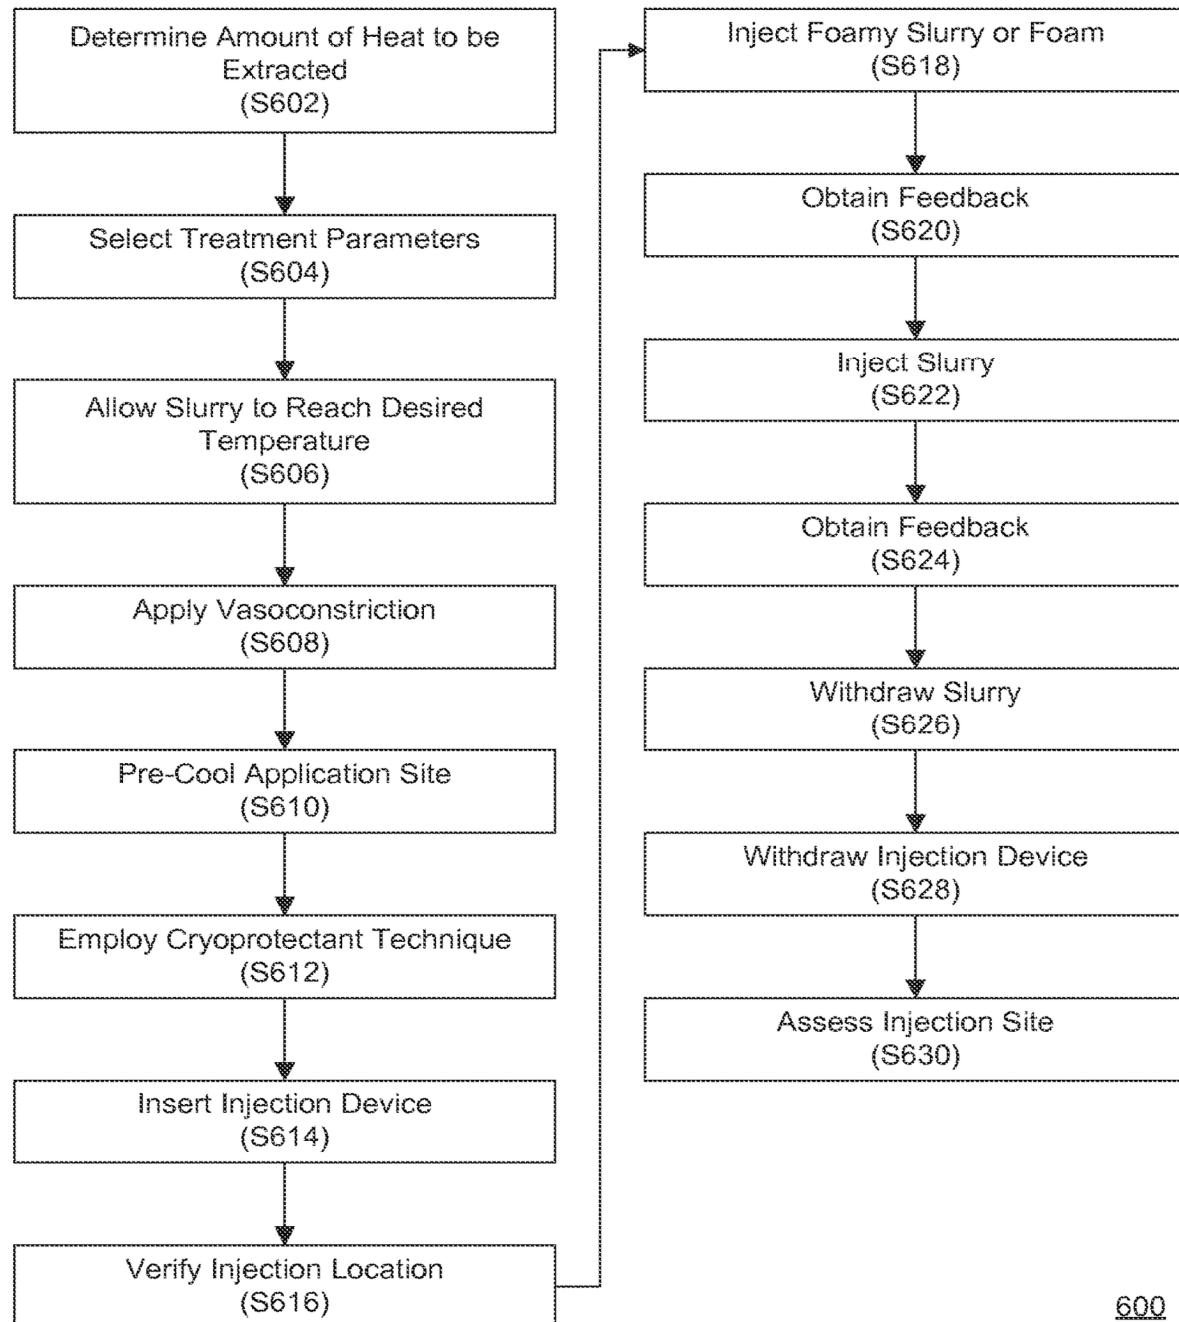 Determine Amount of Heat to be
Extracted
(S602)
Select Treatment Parameters
(S604)
Allow Slurry to Reach Desired
Temperature
(S606)
Apply Vasoconstriction
(S608)
Pre-Cool Application Site
(S610)
Employ Cryoprotectant Technique
(S612)
Insert Injection Device
(S614)
Verify Injection Location
(S616)
Inject Foamy Slurry or Foam
(S618)
Obtain Feedback
(S620)
Inject Slurry
(S622)
Obtain Feedback
(S624)
Withdraw Slurry
(S626)
Withdraw Injection Device
(S628)
Assess Injection Site
(S630)
600